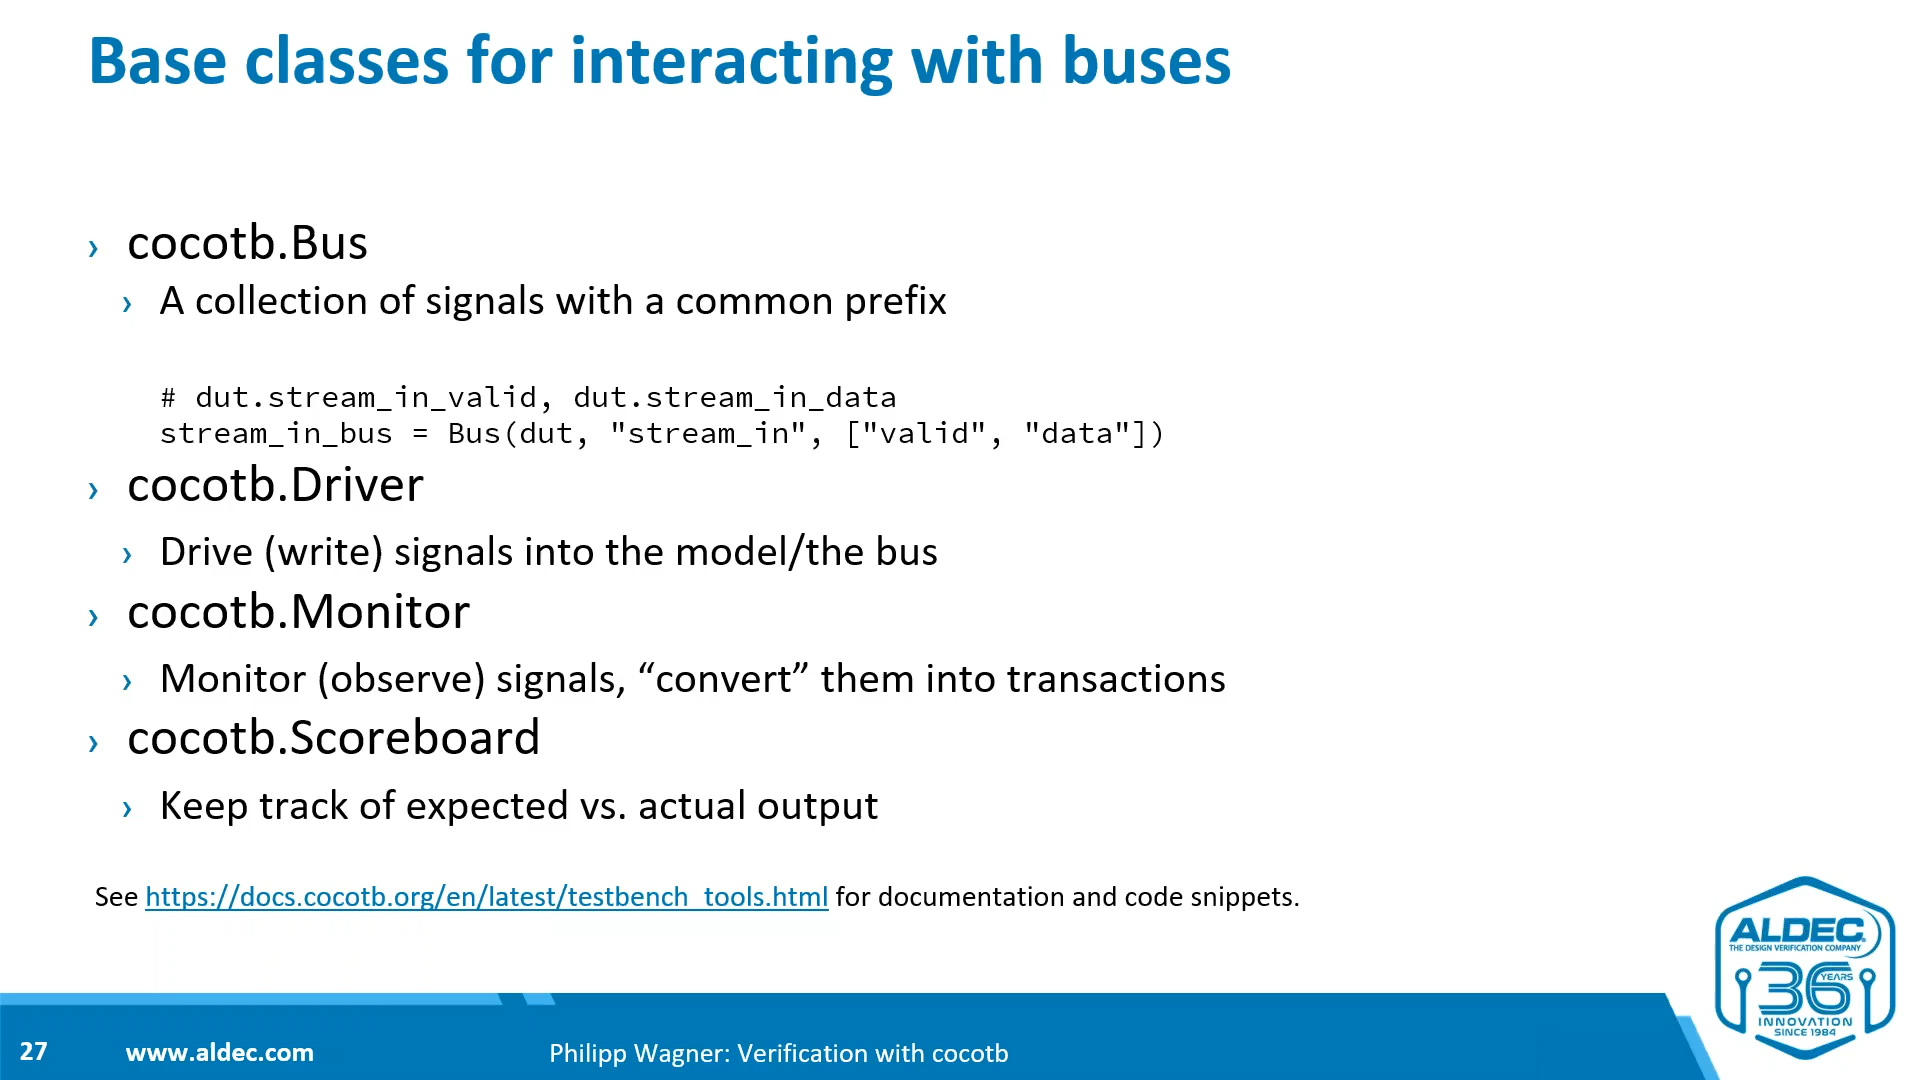 Base classes for interacting with buses
› cocotb.Bus
› A collection of signals with a common prefix
# dut.stream_in_valid, dut.stream_in_data
stream_in_bus = Bus(dut, "stream_in", ["valid", "data"])
› cocotb.Driver
› Drive (write) signals into the model/the bus
› cocotb.Monitor
› Monitor (observe) signals, “convert” them into transactions
› cocotb.Scoreboard
› Keep track of expected vs. actual output
See https://docs.cocotb.org/en/latest/testbench_tools.html for documentation and code snippets.
ALDEC
THE DESIGN VERIFICATION COMPANY
36 YEARS
INNOVATION
SINCE 1984
27 www.aldec.com Philipp Wagner: Verification with cocotb